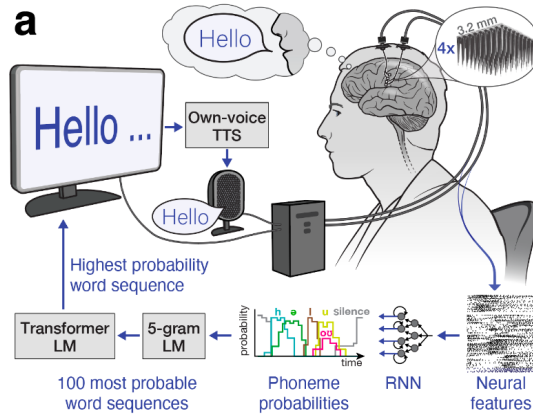 a
Hello
3.2 mm
4x
Hello ...
Own-voice
TTS
Hello
Highest probability
word sequence
Transformer
LM
5-gram
LM
probability
h ə l u silence
oʊ
time
100 most probable
word sequences
Phoneme
probabilities
RNN
Neural
features